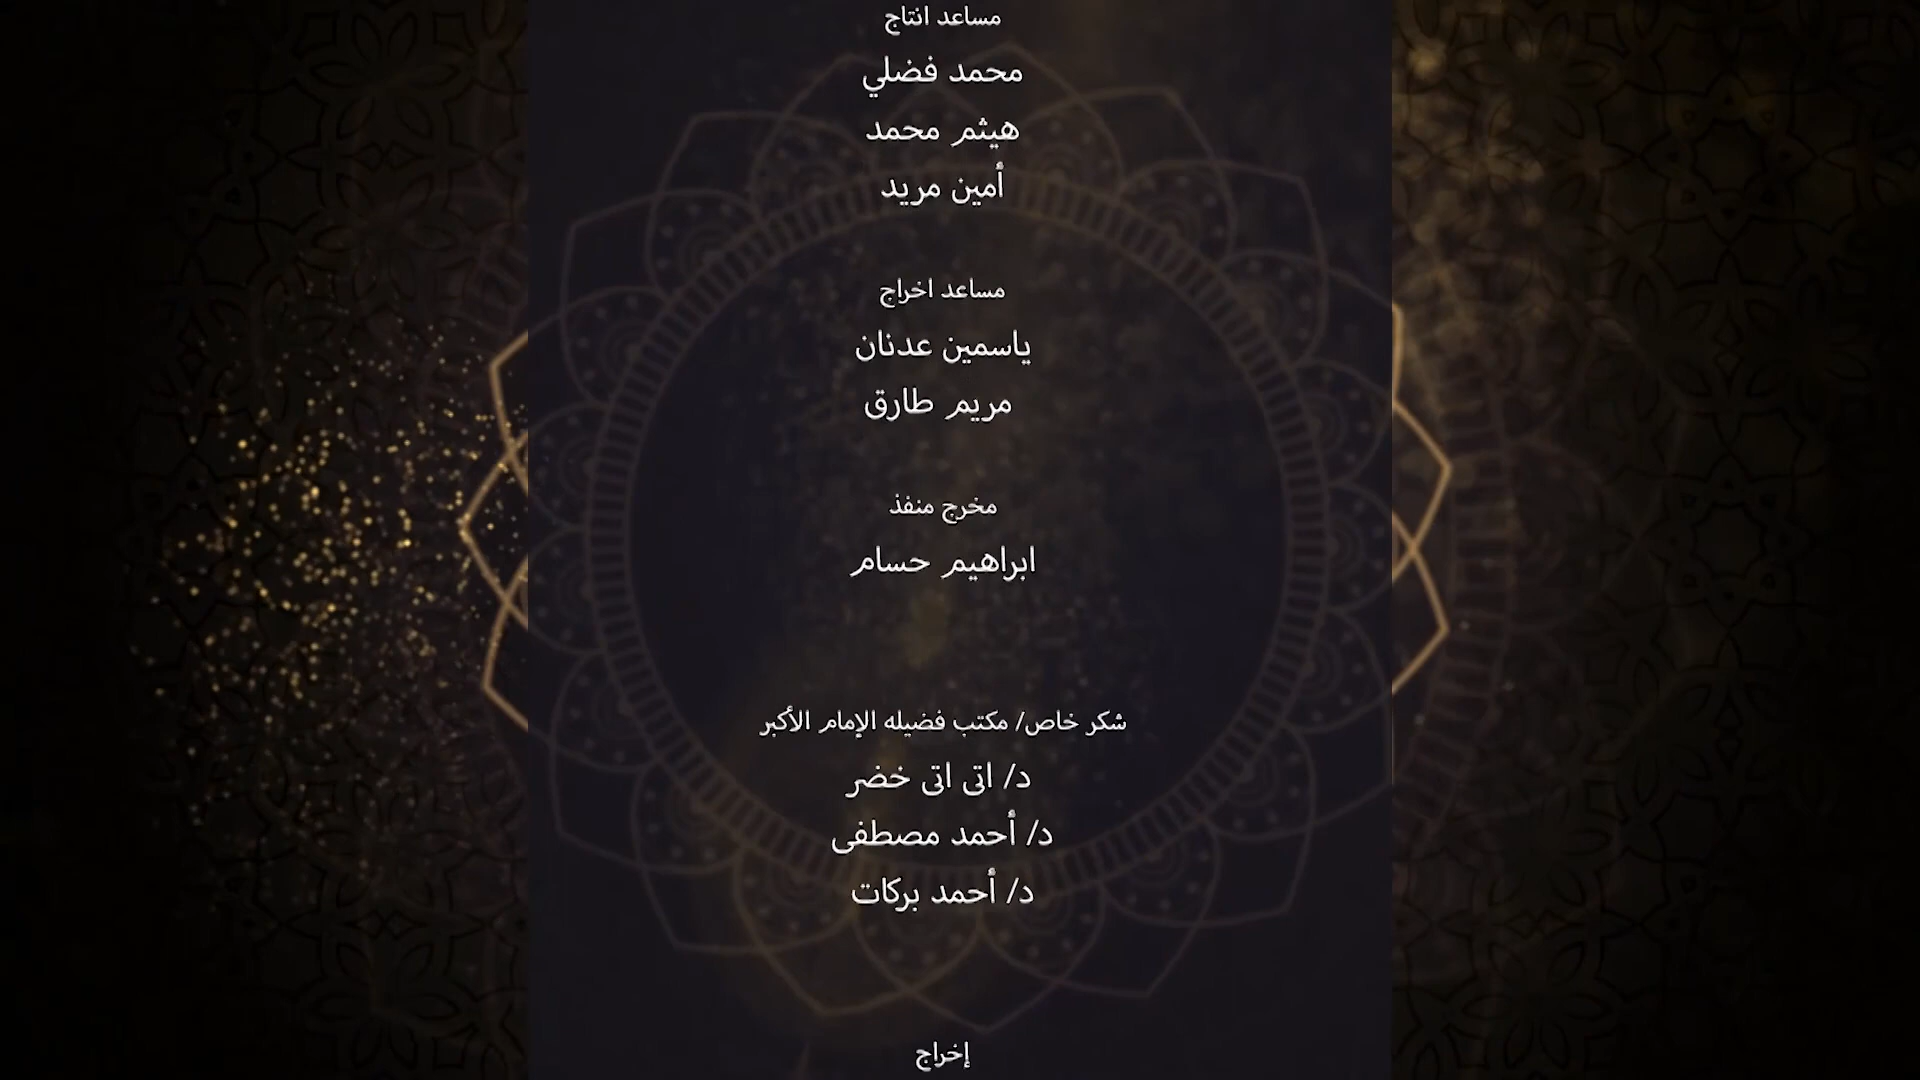 مساعد انتاج
محمد فضلي
هيثم محمد
أمين مريد
مساعد اخراج
ياسمين عدنان
مريم طارق
مخرج منفذ
ابراهيم حسام
شكر خاص/ مكتب فضيله الإمام الأكبر
د/ اتى اتى خضر
د/ أحمد مصطفى
د/ أحمد بركات
إخراج